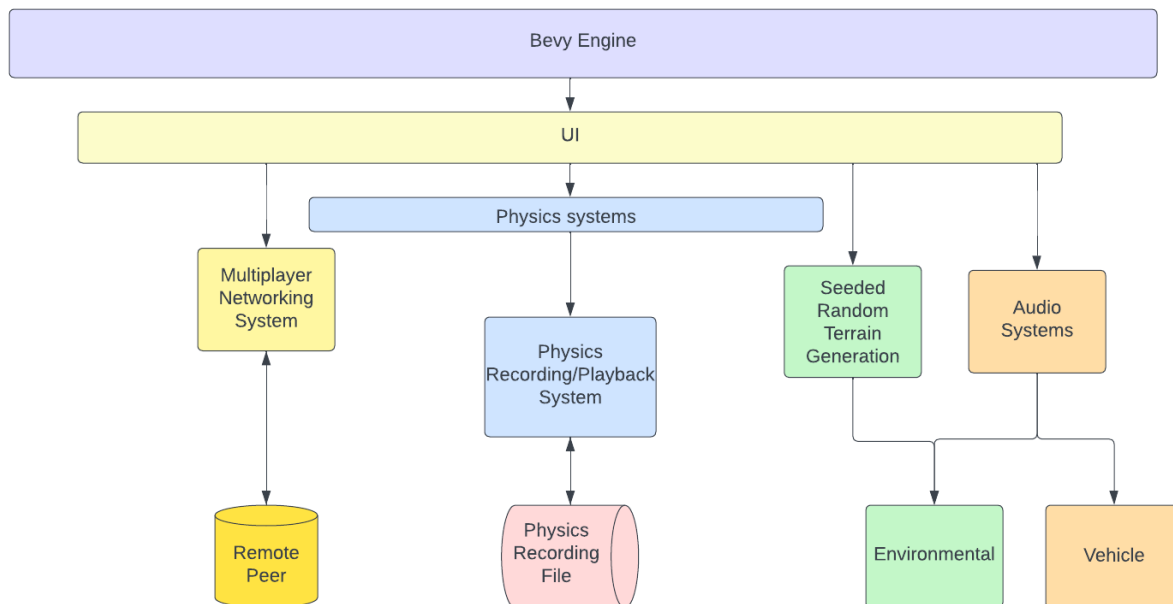 Bevy Engine
UI
Physics systems
Multiplayer
Networking
System
Seeded
Random
Terrain
Generation
Audio
Systems
Physics
Recording/Playback
System
Remote
Peer
Physics
Recording
File
Environmental
Vehicle